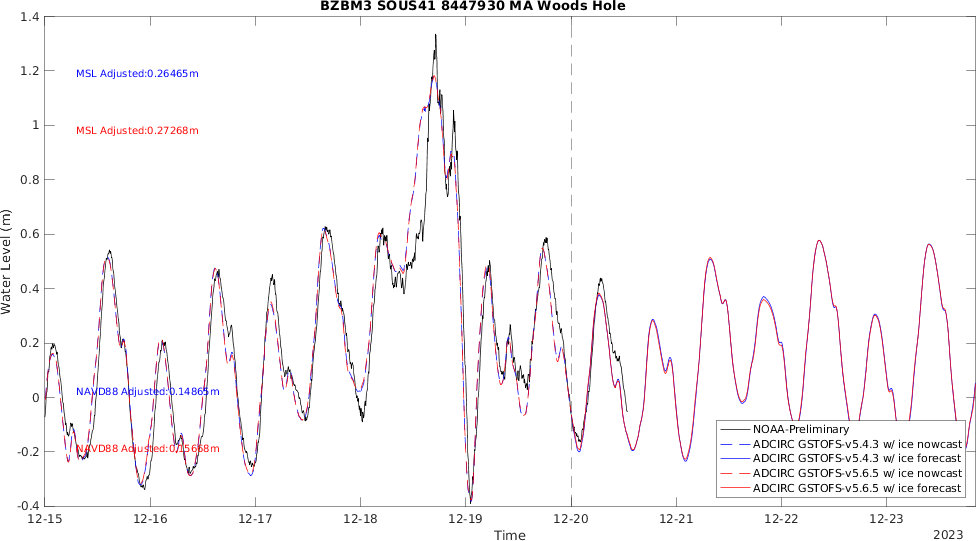 BZBM3 SOUS41 8447930 MA Woods Hole
1.4
1.2
1
0.8
0.6
0.4
0.2
0
-0.2
-0.4
Water Level (m)
MSL Adjusted:0.26465m
MSL Adjusted:0.27268m
NAVD88 Adjusted:0.14865m
NAVD88 Adjusted:0.15668m
NOAA-Preliminary
ADCIRC GSTOFS-v5.4.3 w/ ice nowcast
ADCIRC GSTOFS-v5.4.3 w/ ice forecast
ADCIRC GSTOFS-v5.6.5 w/ ice nowcast
ADCIRC GSTOFS-v5.6.5 w/ ice forecast
12-15 12-16 12-17 12-18 12-19 12-20 12-21 12-22 12-23
Time
2023